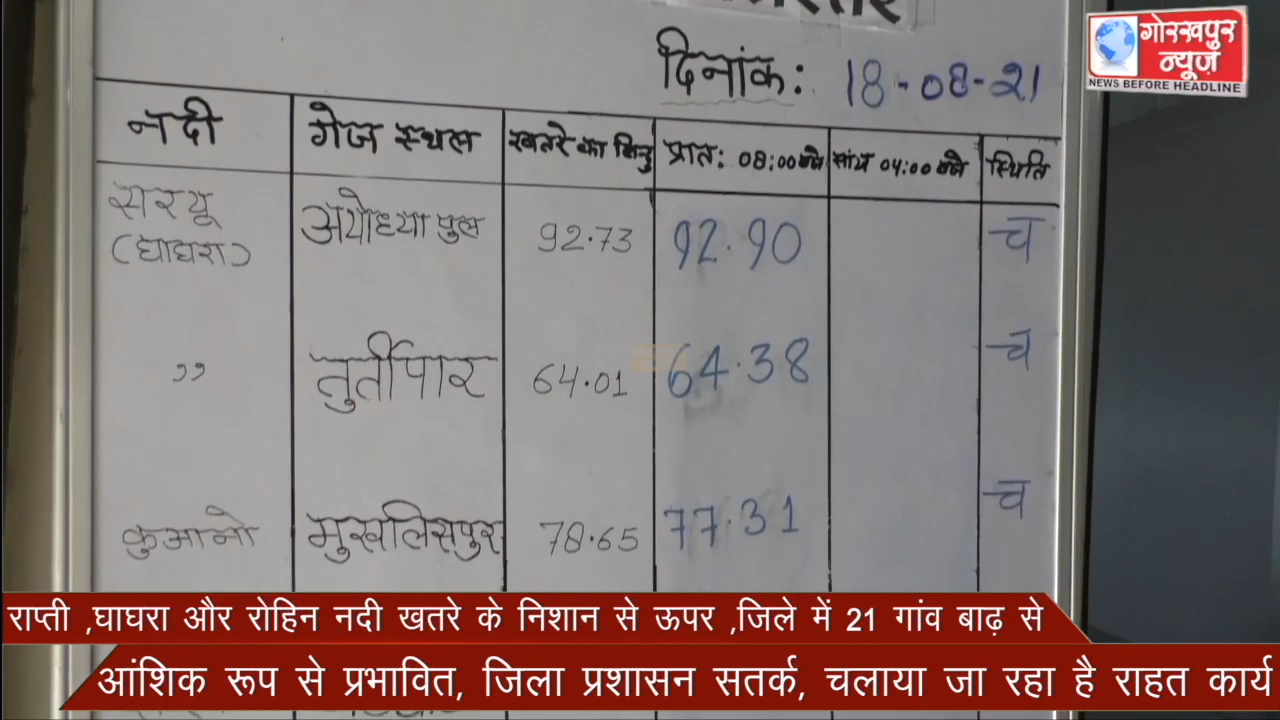 दिनांक: 18-08-21
गोरखपुर
न्यूज़
NEWS BEFORE HEADLINE
नदी गेज स्थल खतरे का बिन्दु प्रातः 08:00 बजे सांय 04:00 बजे स्थिति
सरयू
(घाघरा) अयोध्या पुल 92.73 92.90 च
,, तुर्तीपार 64.01 64.38 च
कुआनो मुखलिसपुर 78.65 77.31 च
राप्ती ,घाघरा और रोहिन नदी खतरे के निशान से ऊपर ,जिले में 21 गांव बाढ़ से
आंशिक रूप से प्रभावित, जिला प्रशासन सतर्क, चलाया जा रहा है राहत कार्य